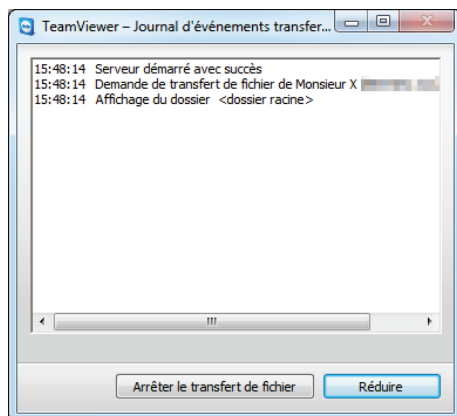 TeamViewer – Journal d'événements transfer...
15:48:14 Serveur démarré avec succès
15:48:14 Demande de transfert de fichier de Monsieur X
15:48:14 Affichage du dossier <dossier racine>
Arrêter le transfert de fichier
Réduire